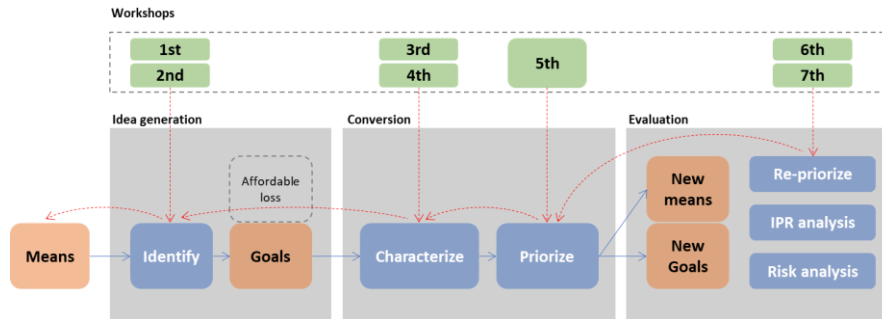 Workshops
1st
2nd
3rd
4th
5th
6th
7th
Idea generation
Conversion
Evaluation
Affordable
loss
New
means
Re-priorize
Means
Identify
Goals
Characterize
Priorize
New
Goals
IPR analysis
Risk analysis